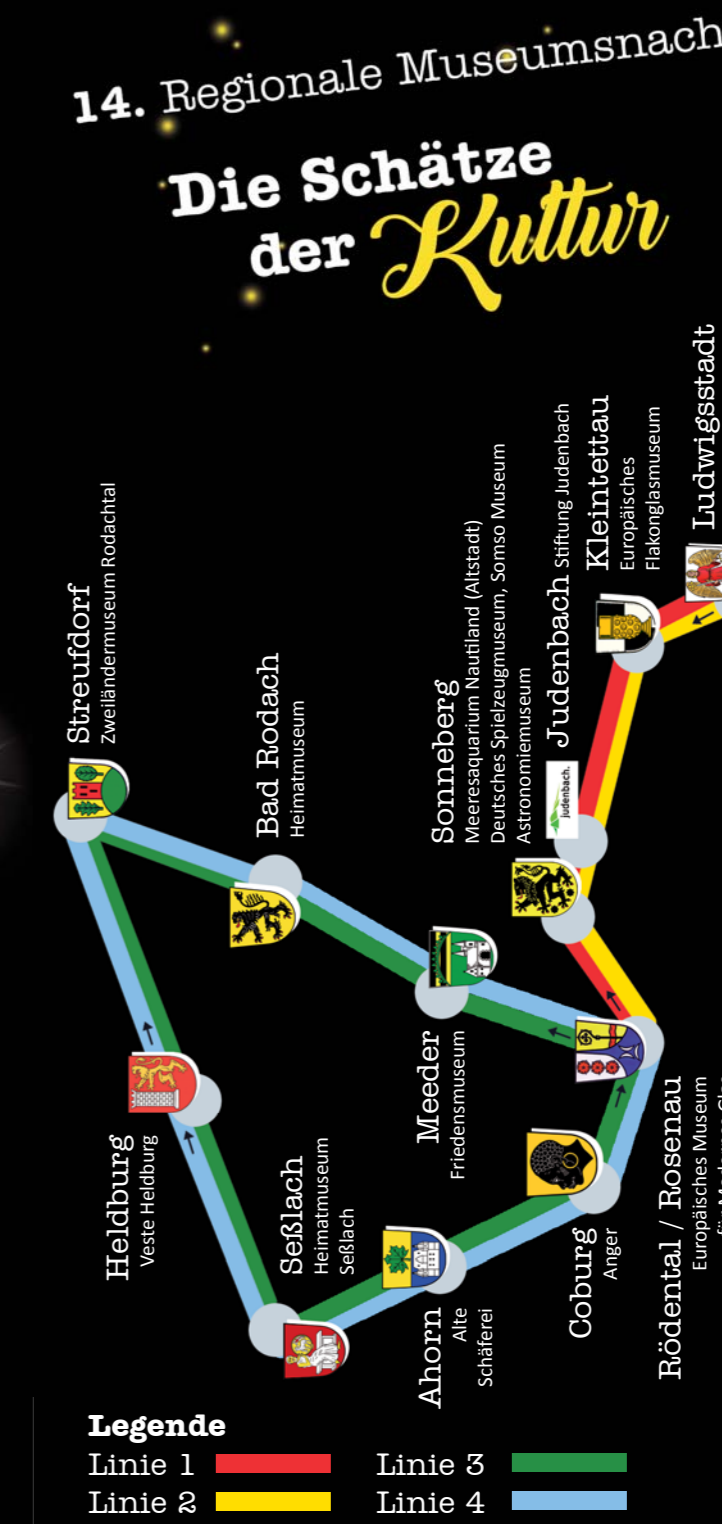 14. Regionale Museumsnach
Die Schätze
der Kultur
Streufdorf
Zweiländermuseum Rodachtal
Bad Rodach
Heimatmuseum
Sonneberg
Meeresaquarium Nautiland (Altstadt)
Deutsches Spielzeugmuseum, Somso Museum
Astronomiemuseum
Judenbach Stiftung Judenbach
judenbach.
Kleintettau
Europäisches
Flakonglasmuseum
Ludwigsstadt
Heldburg
Veste Heldburg
Seßlach
Heimatmuseum
Seßlach
Meeder
Friedensmuseum
Ahorn
Alte
Schäferei
Coburg
Anger
Rödental / Rosenau
Europäisches Museum
Legende
Linie 1
Linie 2
Linie 3
Linie 4